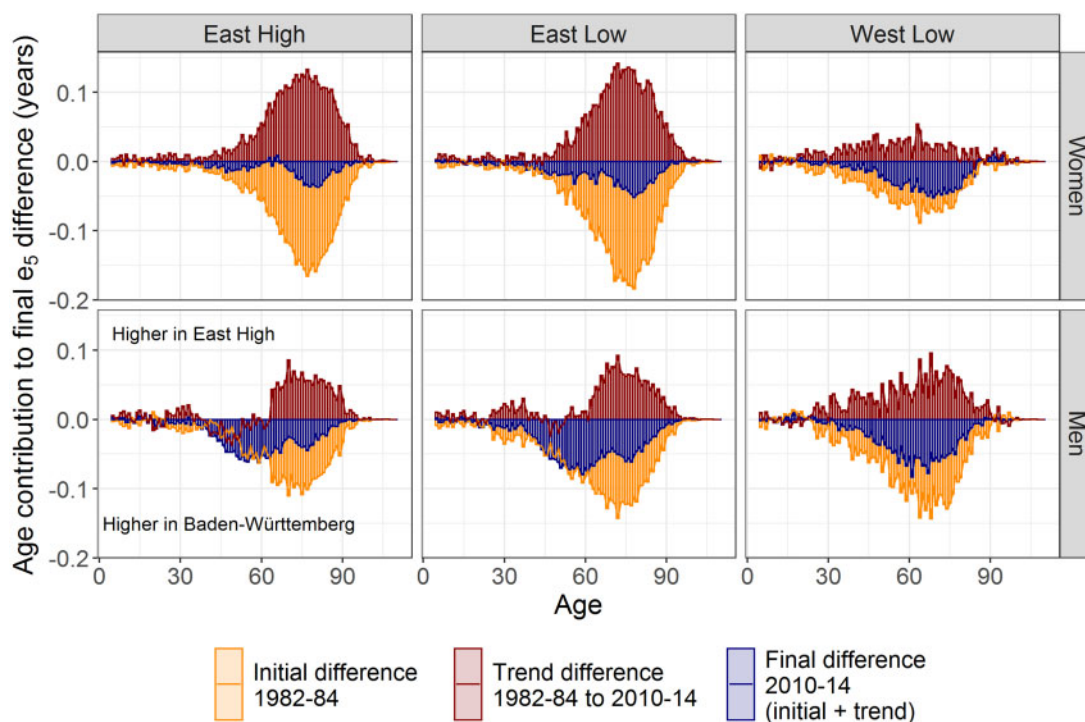 East High East Low West Low
Age contribution to final e₅ difference (years)
0.1
0.0
-0.1
-0.2
Women
0.1
0.0
-0.1
-0.2
Higher in East High
Higher in Baden-Württemberg
Men
0 30 60 90 0 30 60 90 0 30 60 90
Age
Initial difference
1982-84
Trend difference
1982-84 to 2010-14
Final difference
2010-14
(initial + trend)